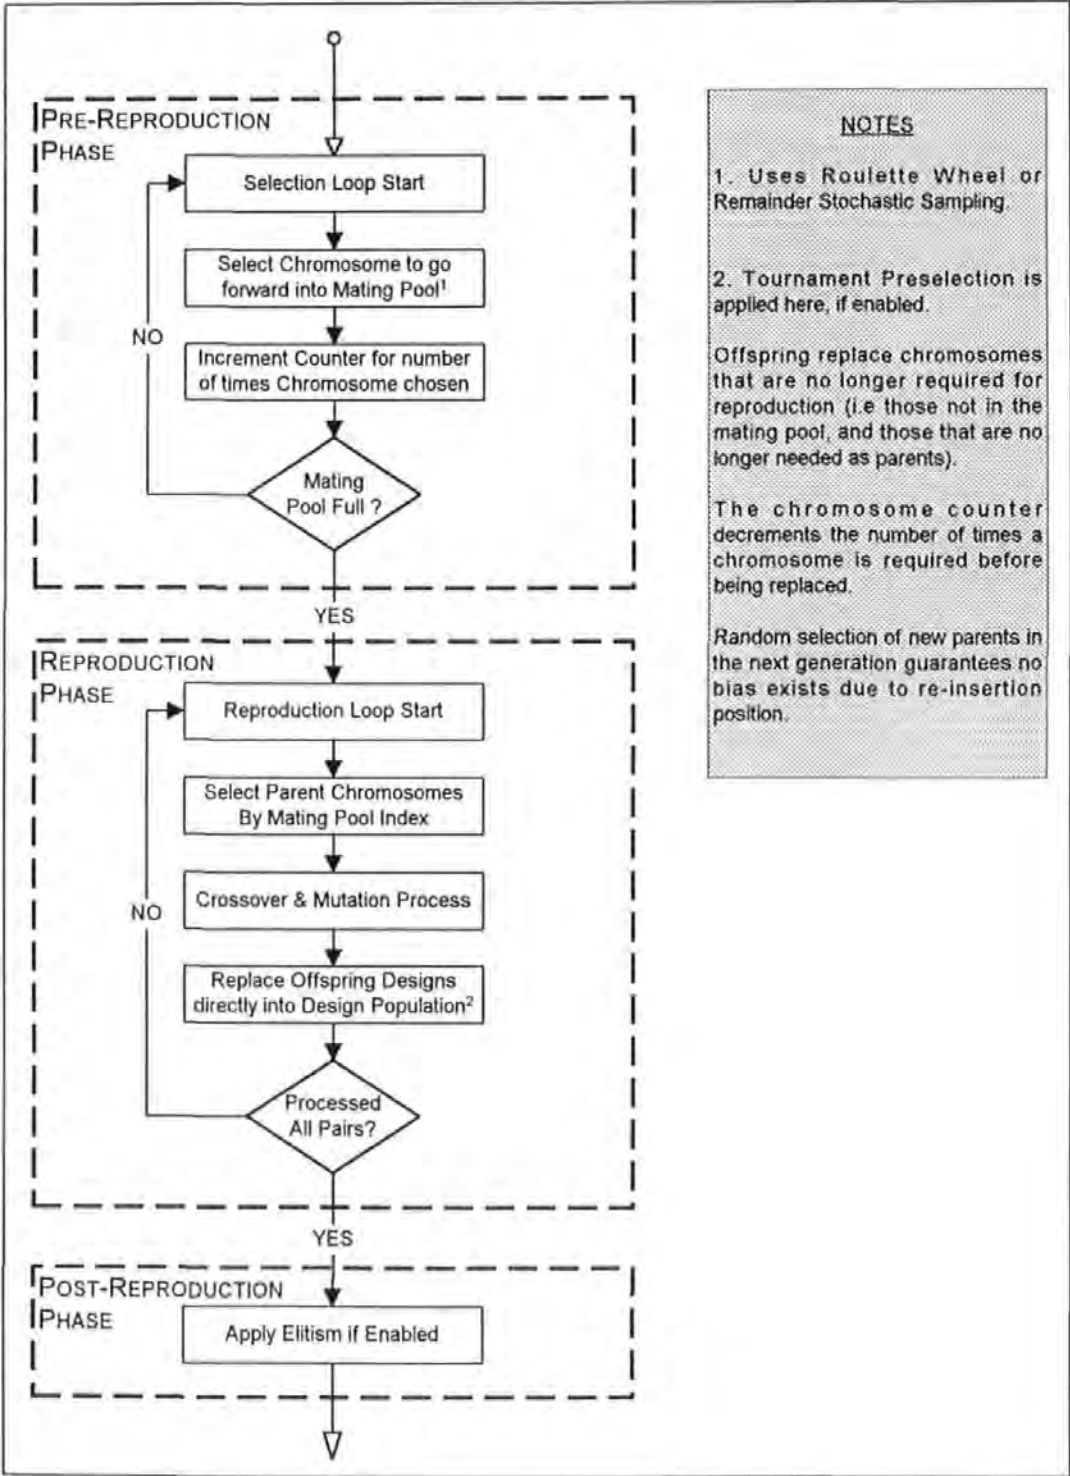 PRE-REPRODUCTION
PHASE
Selection Loop Start
Select Chromosome to go
forward into Mating Pool¹
NO
Increment Counter for number
of times Chromosome chosen
Mating
Pool Full ?
YES
REPRODUCTION
PHASE
Reproduction Loop Start
Select Parent Chromosomes
By Mating Pool Index
NO
Crossover & Mutation Process
Replace Offspring Designs
directly into Design Population²
Processed
All Pairs?
YES
POST-REPRODUCTION
PHASE
Apply Elitism if Enabled
NOTES
1. Uses Roulette Wheel or
Remainder Stochastic Sampling.
2. Tournament Preselection is
applied here, if enabled.
Offspring replace chromosomes
that are no longer required for
reproduction (i.e those not in the
mating pool, and those that are no
longer needed as parents).
The chromosome counter
decrements the number of times a
chromosome is required before
being replaced.
Random selection of new parents in
the next generation guarantees no
bias exists due to re-insertion
position.